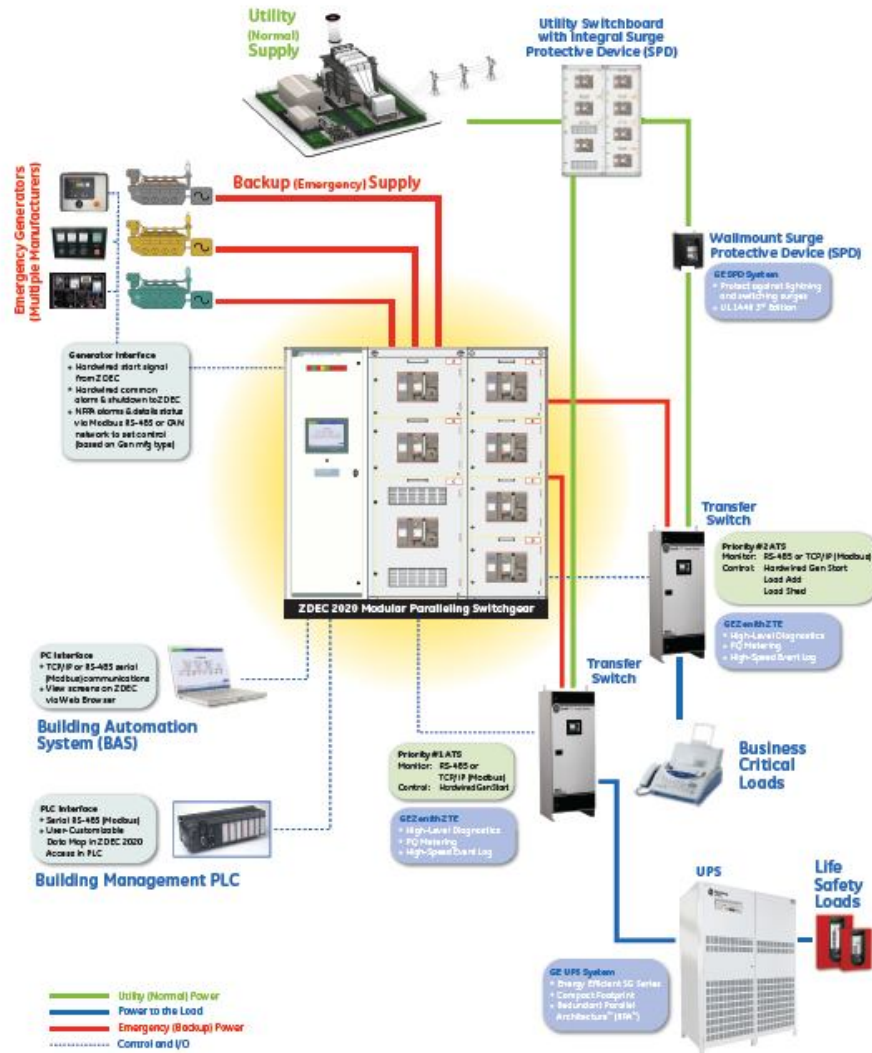 Utility
(Normal)
Supply
Utility Switchboard
with Integral Surge
Protective Device (SPD)
Emergency Generators
(Multiple Manufacturers)
Backup (Emergency) Supply
Wallmount Surge
Protective Device (SPD)
GE SPD System
Protect against lightning
and switching surges
UL 1449 3rd Edition
Generator Interface
Hardwired start signal
from ZDEC
Hardwired common
alarm & shutdown to ZDEC
NFPA alarms & details status
via Modbus RS-485 or CAN
network to set control
(based on Gen mfg type)
ZDEC 2020 Modular Paralleling Switchgear
Transfer
Switch
Priority #2 ATS
Monitor: RS-485 or TCP/IP (Modbus)
Control: Hardwired Gen Start
Load Add
Load Shed
GE Zenith ZTE
High-Level Diagnostics
PQ Metering
High-Speed Event Log
PC Interface
TCP/IP or RS-485 serial
(Modbus) communications
View screens on ZDEC
via Web Browser
Building Automation
System (BAS)
Transfer
Switch
Priority #1 ATS
Monitor: RS-485 or
TCP/IP (Modbus)
Control: Hardwired Gen Start
GE Zenith ZTE
High-Level Diagnostics
PQ Metering
High-Speed Event Log
Business
Critical
Loads
PLC Interface
Serial RS-485 (Modbus)
User-Customizable
Data Map in ZDEC 2020
Access in PLC
Building Management PLC
UPS
Life
Safety
Loads
GE UPS System
Energy Efficient SG Series
Compact Footprint
Redundant Parallel
Architecture™ (RPA™)
Utility (Normal) Power
Power to the Load
Emergency (Backup) Power
Control and I/O